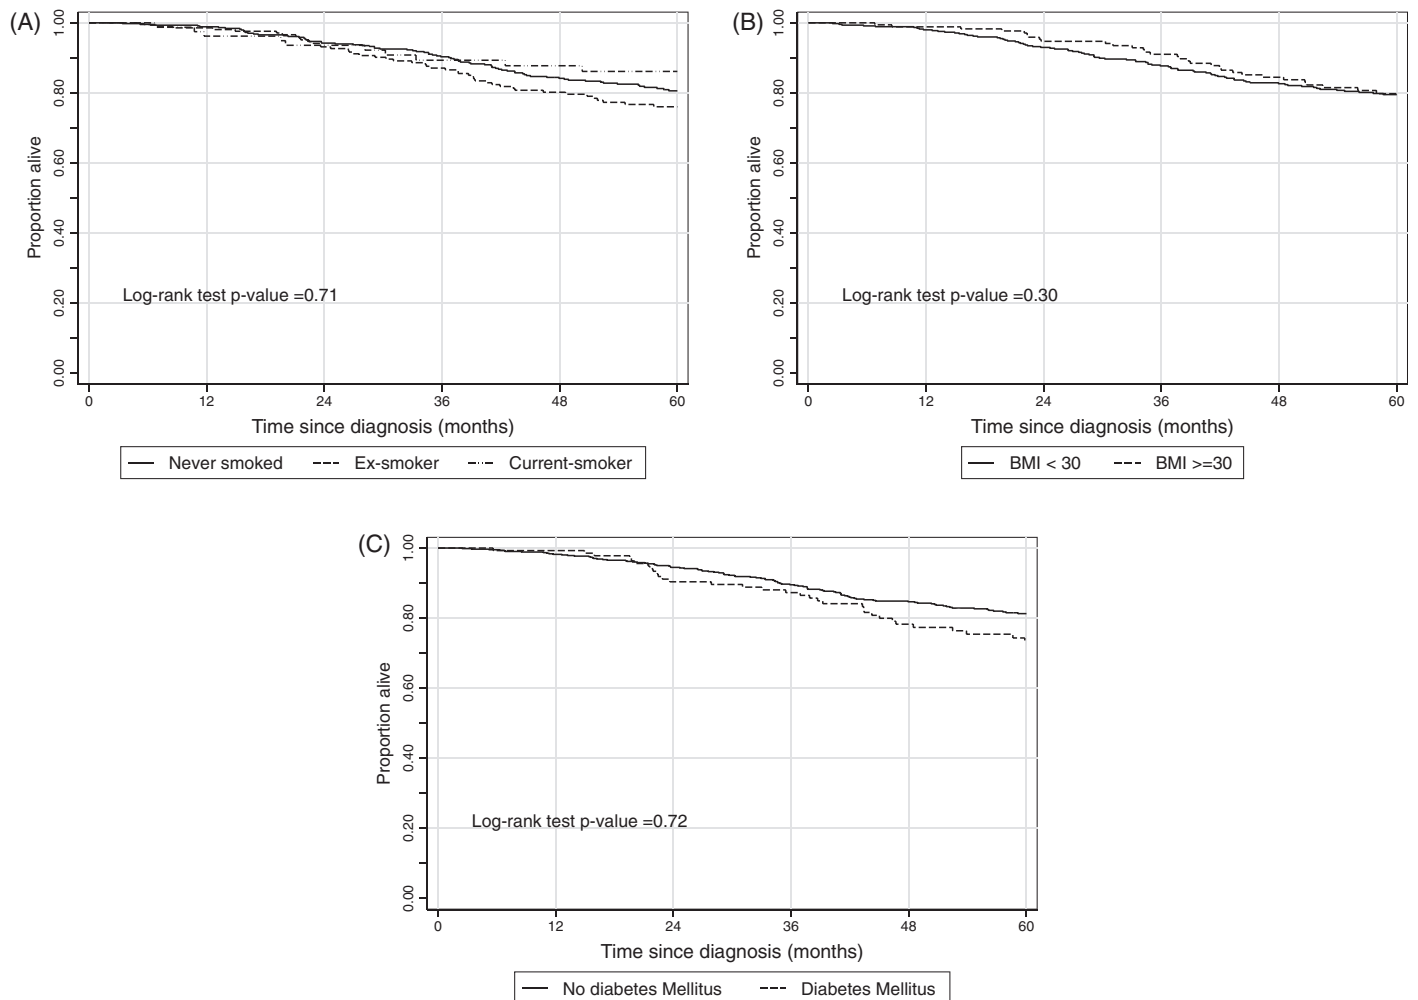 (A)
1.00
0.80
0.60
0.40
0.20
0.00
Proportion alive
Log-rank test p-value =0.71
0 12 24 36 48 60
Time since diagnosis (months)
Never smoked Ex-smoker Current-smoker
(B)
1.00
0.80
0.60
0.40
0.20
0.00
Proportion alive
Log-rank test p-value =0.30
0 12 24 36 48 60
Time since diagnosis (months)
BMI < 30 BMI >=30
(C)
1.00
0.80
0.60
0.40
0.20
0.00
Proportion alive
Log-rank test p-value =0.72
0 12 24 36 48 60
Time since diagnosis (months)
No diabetes Mellitus Diabetes Mellitus